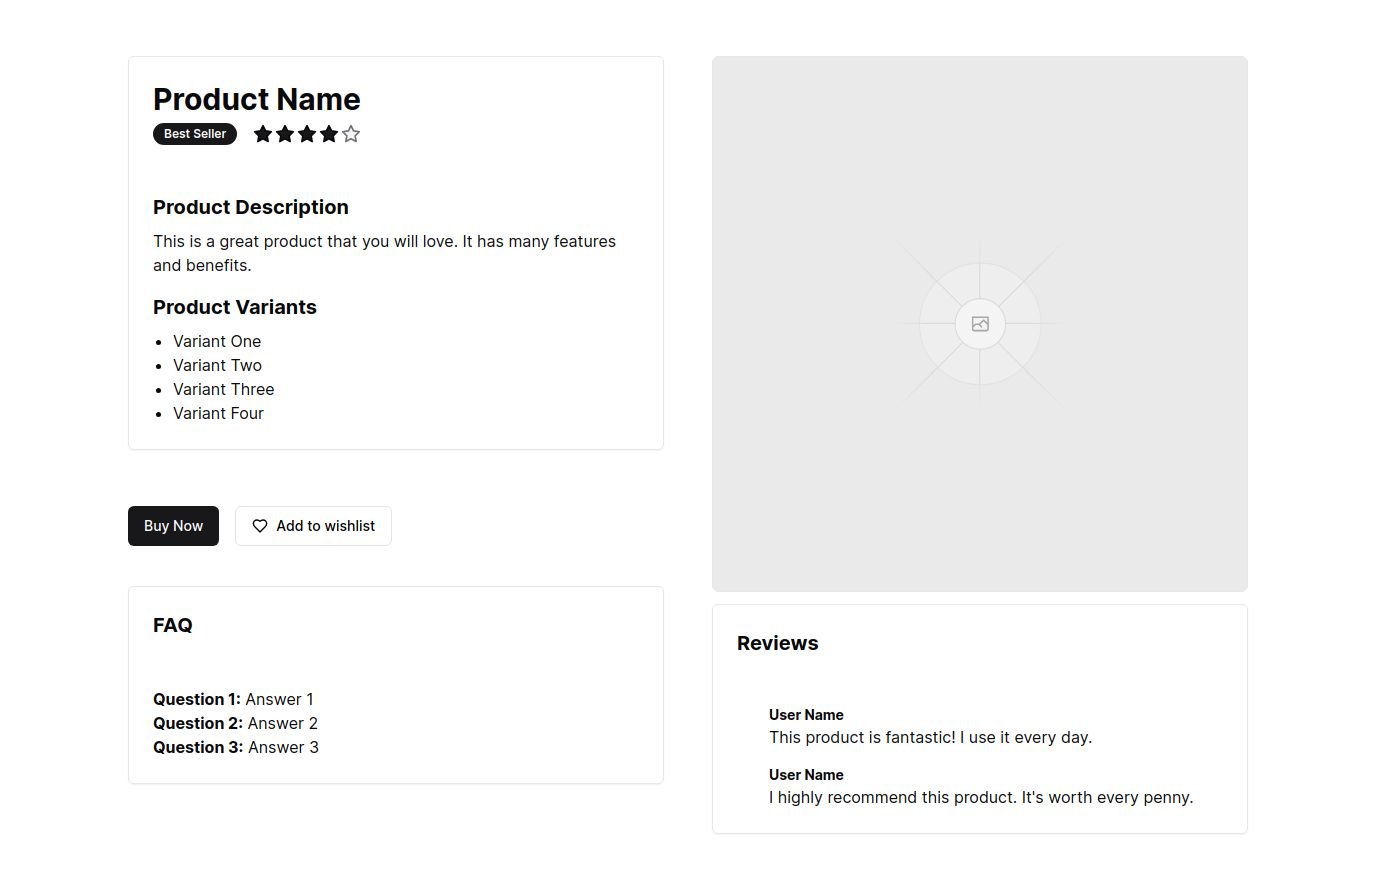 Product Name
Best Seller
Product Description
This is a great product that you will love. It has many features
and benefits.
Product Variants
Variant One
Variant Two
Variant Three
Variant Four
Buy Now
Add to wishlist
FAQ
Question 1: Answer 1
Question 2: Answer 2
Question 3: Answer 3
Reviews
User Name
This product is fantastic! I use it every day.
User Name
I highly recommend this product. It's worth every penny.